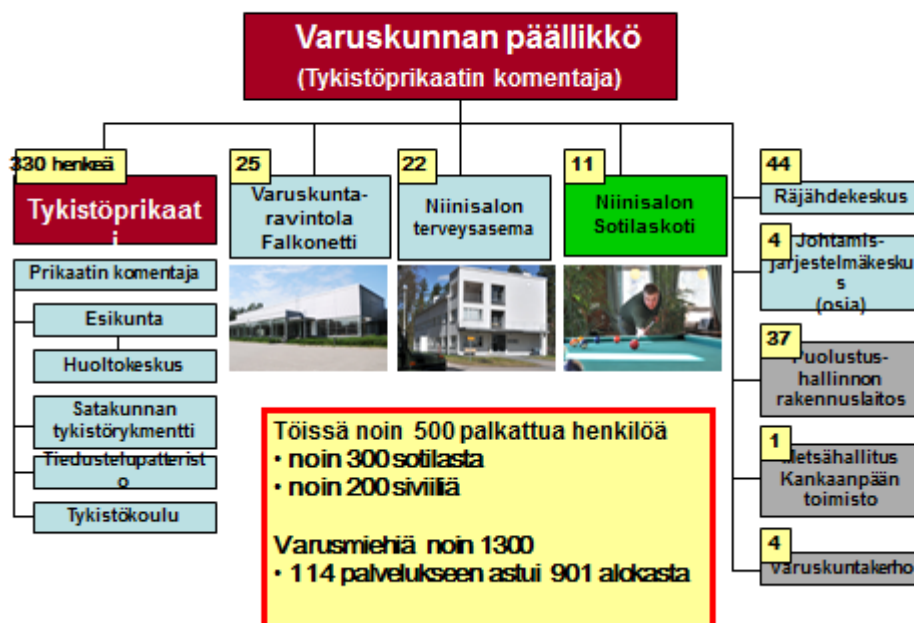 Varuskunnan päällikkö
(Tykistöprikaatin komentaja)
330 henkeä
Tykistöprikaat
i
Prikaatin komentaja
Esikunta
Huoltokeskus
Satakunnan
tykistörykmentti
Tiedustelupatterist
o
Tykistökoulu
25
Varuskunta-
ravintola
Falkonetti
22
Niinisalon
terveysasema
11
Niinisalon
Sotilaskoti
44
Räjähdekeskus
4
Johtamis-
järjestelmäkesku
s
(osia)
37
Puolustus-
hallinnon
rakennuslaitos
1
Metsähallitus
Kankaanpään
toimisto
4
Varuskuntakerho
Töissä noin 500 palkattua henkilöä
• noin 300 sotilasta
• noin 200 siviiliä
Varusmiehiä noin 1300
• 114 palvelukseen astui 901 alokasta